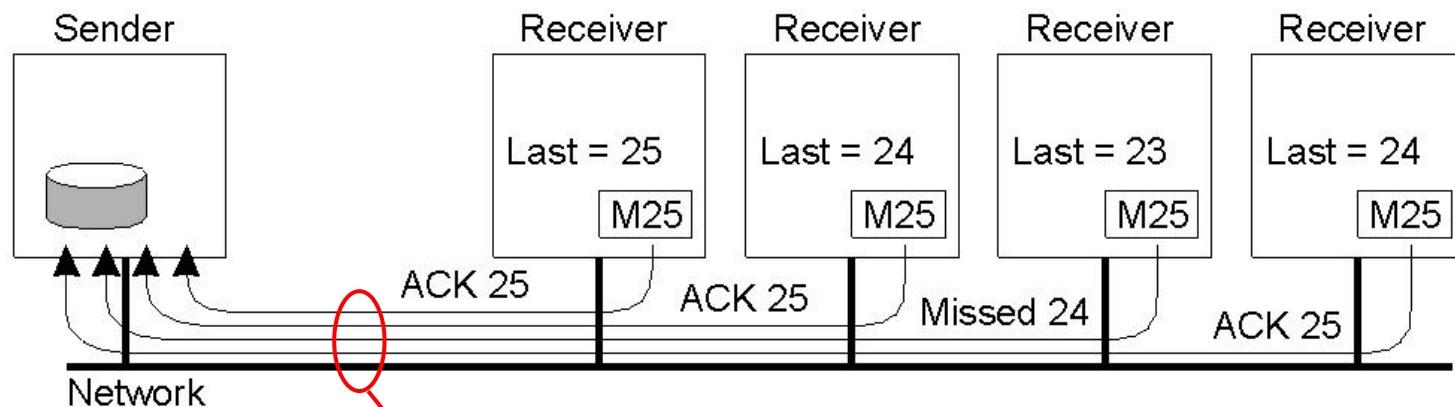 Sender Receiver Receiver Receiver Receiver
Last = 25 Last = 24 Last = 23 Last = 24
M25 M25 M25 M25
ACK 25 ACK 25 Missed 24 ACK 25
Network